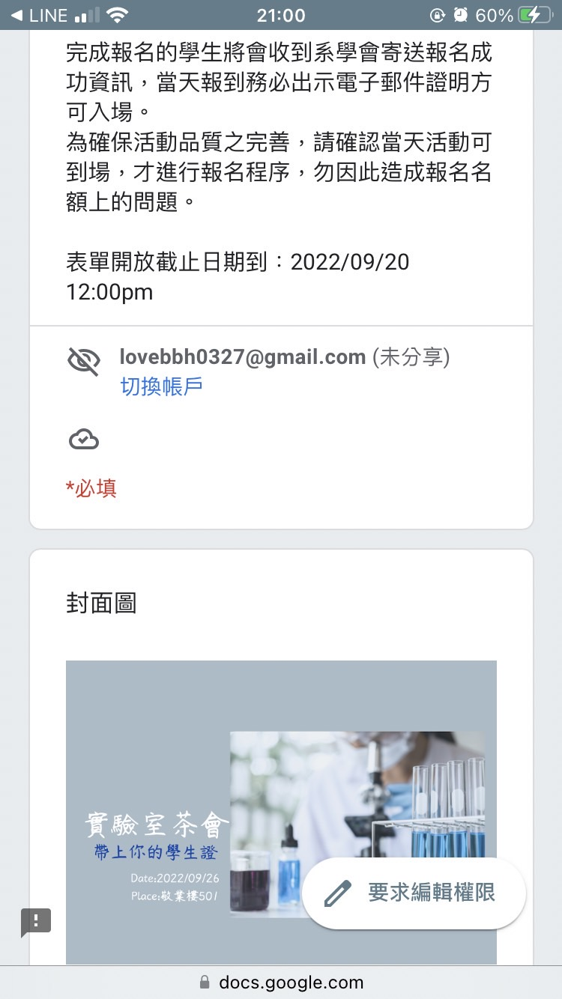 LINE 21:00 60%
完成報名的學生將會收到系學會寄送報名成
功資訊，當天報到務必出示電子郵件證明方
可入場。
為確保活動品質之完善，請確認當天活動可
到場，才進行報名程序，勿因此造成報名名
額上的問題。
表單開放截止日期到：2022/09/20
12:00pm
lovebbh0327@gmail.com (未分享)
切換帳戶
*必填
封面圖
實驗室茶會
帶上你的學生證
Date:2022/09/26
Place:敬業樓501
要求編輯權限
docs.google.com